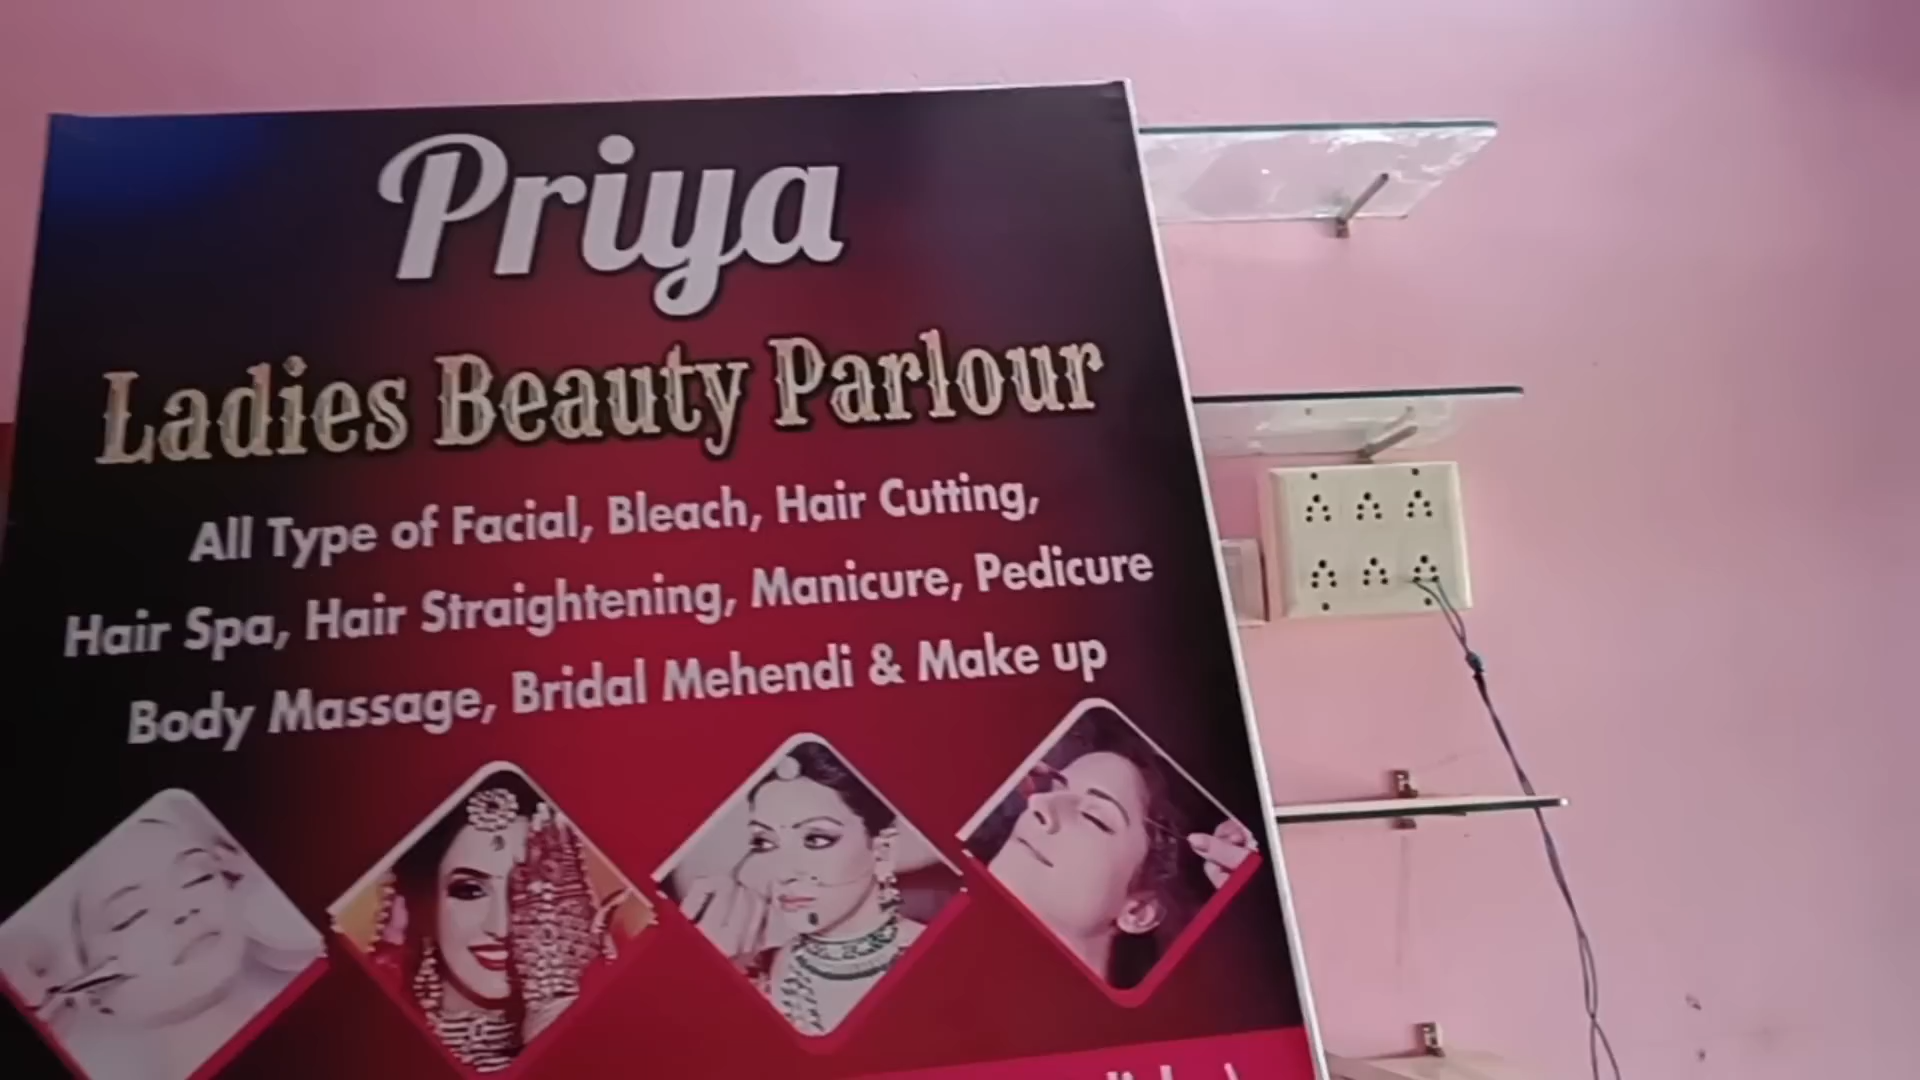 Priya
Ladies Beauty Parlour
All Type of Facial, Bleach, Hair Cutting,
Hair Spa, Hair Straightening, Manicure, Pedicure
Body Massage, Bridal Mehendi & Make up